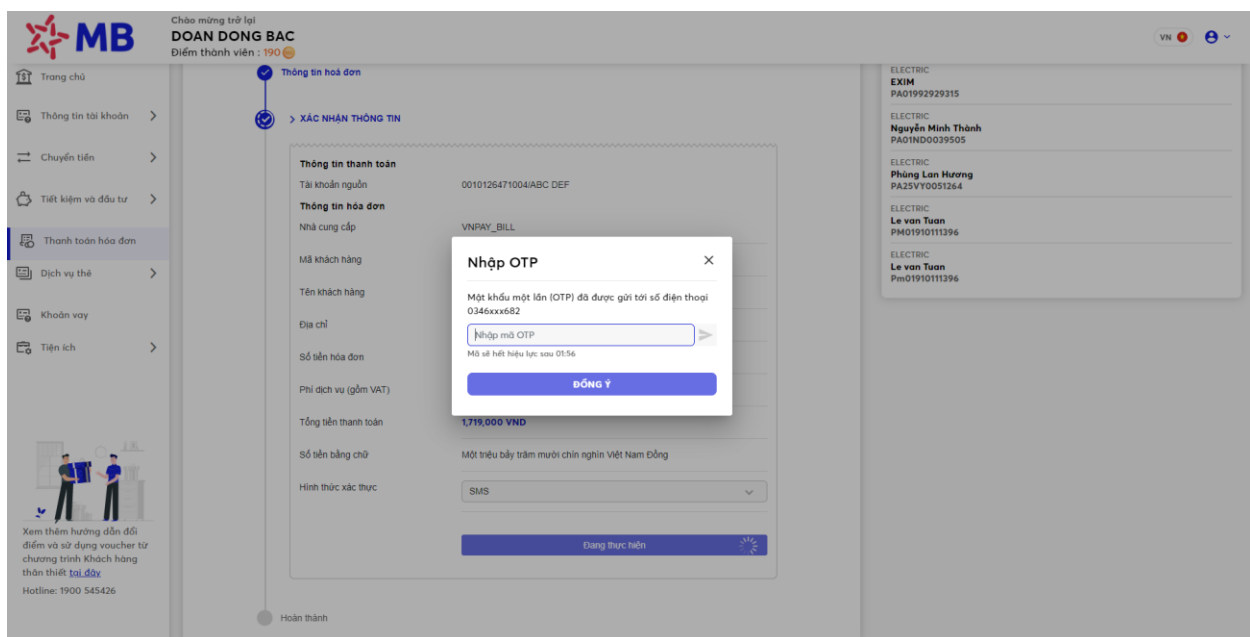 MB
Chào mừng trở lại
DOAN DONG BAC
Điểm thành viên : 190
VN
Trang chủ
Thông tin tài khoản
Chuyển tiền
Tiết kiệm và đầu tư
Thanh toán hóa đơn
Dịch vụ thẻ
Khoản vay
Tiện ích
Xem thêm hướng dẫn đổi
điểm và sử dụng voucher từ
chương trình Khách hàng
thân thiết tại đây
Hotline: 1900 545426
Thông tin hoá đơn
> XÁC NHẬN THÔNG TIN
Thông tin thanh toán
Tài khoản nguồn 0010126471004/ABC DEF
Thông tin hóa đơn
Nhà cung cấp VNPAY_BILL
Mã khách hàng
Tên khách hàng
Địa chỉ
Số tiền hóa đơn
Phí dịch vụ (gồm VAT)
Tổng tiền thanh toán 1,719,000 VND
Số tiền bằng chữ Một triệu bảy trăm mười chín nghìn Việt Nam Đồng
Hình thức xác thực SMS
Đang thực hiện
Hoàn thành
Nhập OTP
Mật khẩu một lần (OTP) đã được gửi tới số điện thoại
0346xxx682
Nhập mã OTP
Mã sẽ hết hiệu lực sau 01:56
ĐỒNG Ý
ELECTRIC
EXIM
PA01992929315
ELECTRIC
Nguyễn Minh Thành
PA01ND0039505
ELECTRIC
Phùng Lan Hương
PA25VY0051264
ELECTRIC
Le van Tuan
PM01910111396
ELECTRIC
Le van Tuan
Pm01910111396